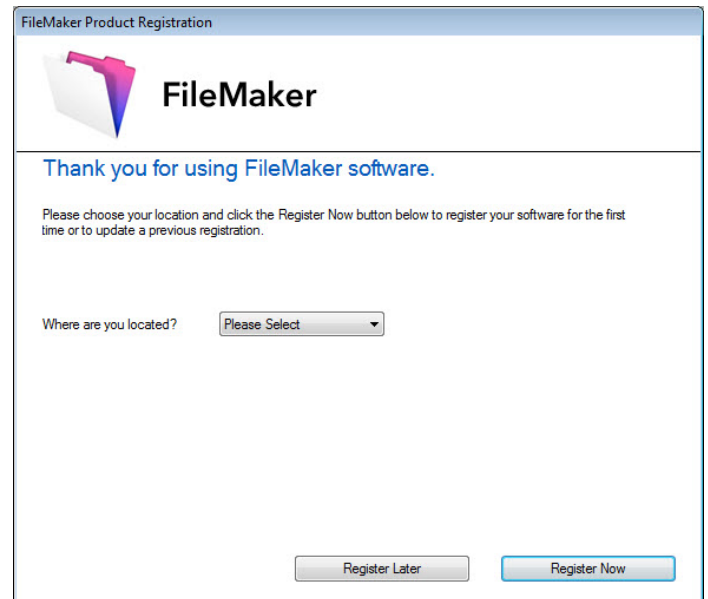 FileMaker Product Registration
FileMaker
Thank you for using FileMaker software.
Please choose your location and click the Register Now button below to register your software for the first
time or to update a previous registration.
Where are you located? Please Select
Register Later Register Now